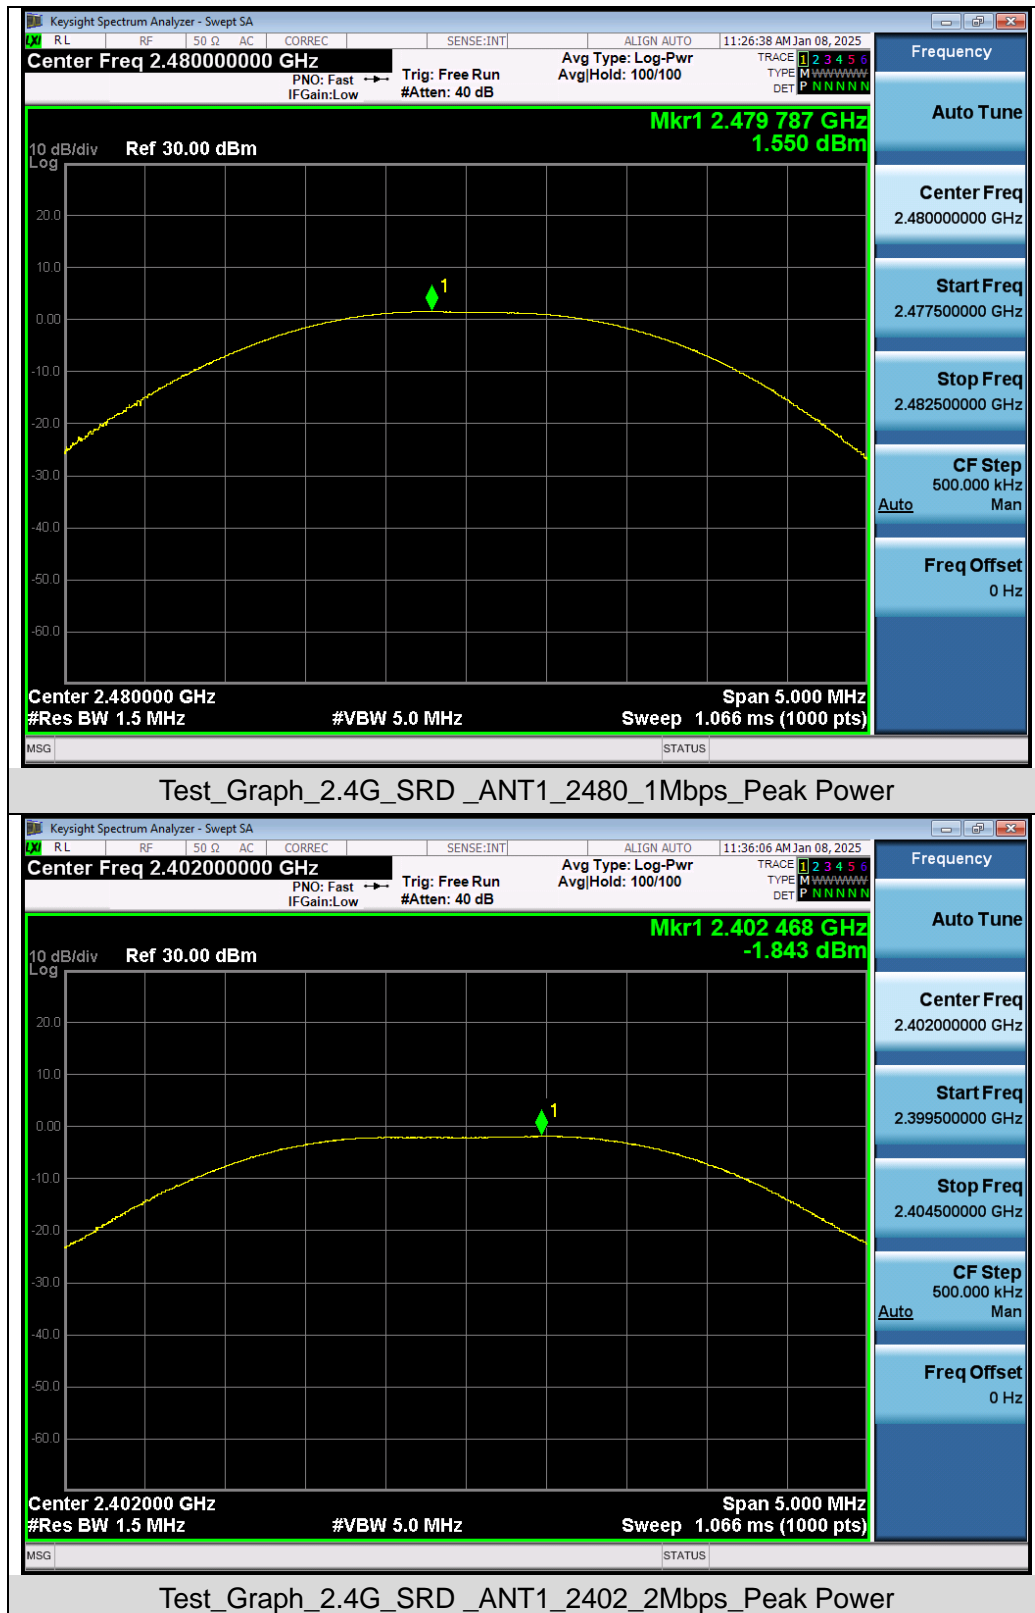 Keysight Spectrum Analyzer - Swept SA
LXI RL RF 50 Ω AC CORREC SENSE:INT ALIGN AUTO 11:26:38 AM Jan 08, 2025
Center Freq 2.480000000 GHz
PNO: Fast
IFGain:Low
Trig: Free Run
#Atten: 40 dB
Avg Type: Log-Pwr
Avg|Hold: 100/100
TRACE 1 2 3 4 5 6
TYPE M WWWWW
DET P N N N N N
Mkr1 2.479 787 GHz
1.550 dBm
10 dB/div Ref 30.00 dBm
Log
20.0
10.0
1
0.00
-10.0
-20.0
-30.0
-40.0
-50.0
-60.0
Center 2.480000 GHz Span 5.000 MHz
#Res BW 1.5 MHz #VBW 5.0 MHz Sweep 1.066 ms (1000 pts)
MSG STATUS
Frequency
Auto Tune
Center Freq
2.480000000 GHz
Start Freq
2.477500000 GHz
Stop Freq
2.482500000 GHz
CF Step
500.000 kHz
Auto Man
Freq Offset
0 Hz
Test_Graph_2.4G_SRD _ANT1_2480_1Mbps_Peak Power
Keysight Spectrum Analyzer - Swept SA
LXI RL RF 50 Ω AC CORREC SENSE:INT ALIGN AUTO 11:36:06 AM Jan 08, 2025
Center Freq 2.402000000 GHz
PNO: Fast
IFGain:Low
Trig: Free Run
#Atten: 40 dB
Avg Type: Log-Pwr
Avg|Hold: 100/100
TRACE 1 2 3 4 5 6
TYPE M WWWWW
DET P N N N N N
Mkr1 2.402 468 GHz
-1.843 dBm
10 dB/div Ref 30.00 dBm
Log
20.0
10.0
1
0.00
-10.0
-20.0
-30.0
-40.0
-50.0
-60.0
Center 2.402000 GHz Span 5.000 MHz
#Res BW 1.5 MHz #VBW 5.0 MHz Sweep 1.066 ms (1000 pts)
MSG STATUS
Frequency
Auto Tune
Center Freq
2.402000000 GHz
Start Freq
2.399500000 GHz
Stop Freq
2.404500000 GHz
CF Step
500.000 kHz
Auto Man
Freq Offset
0 Hz
Test_Graph_2.4G_SRD _ANT1_2402_2Mbps_Peak Power